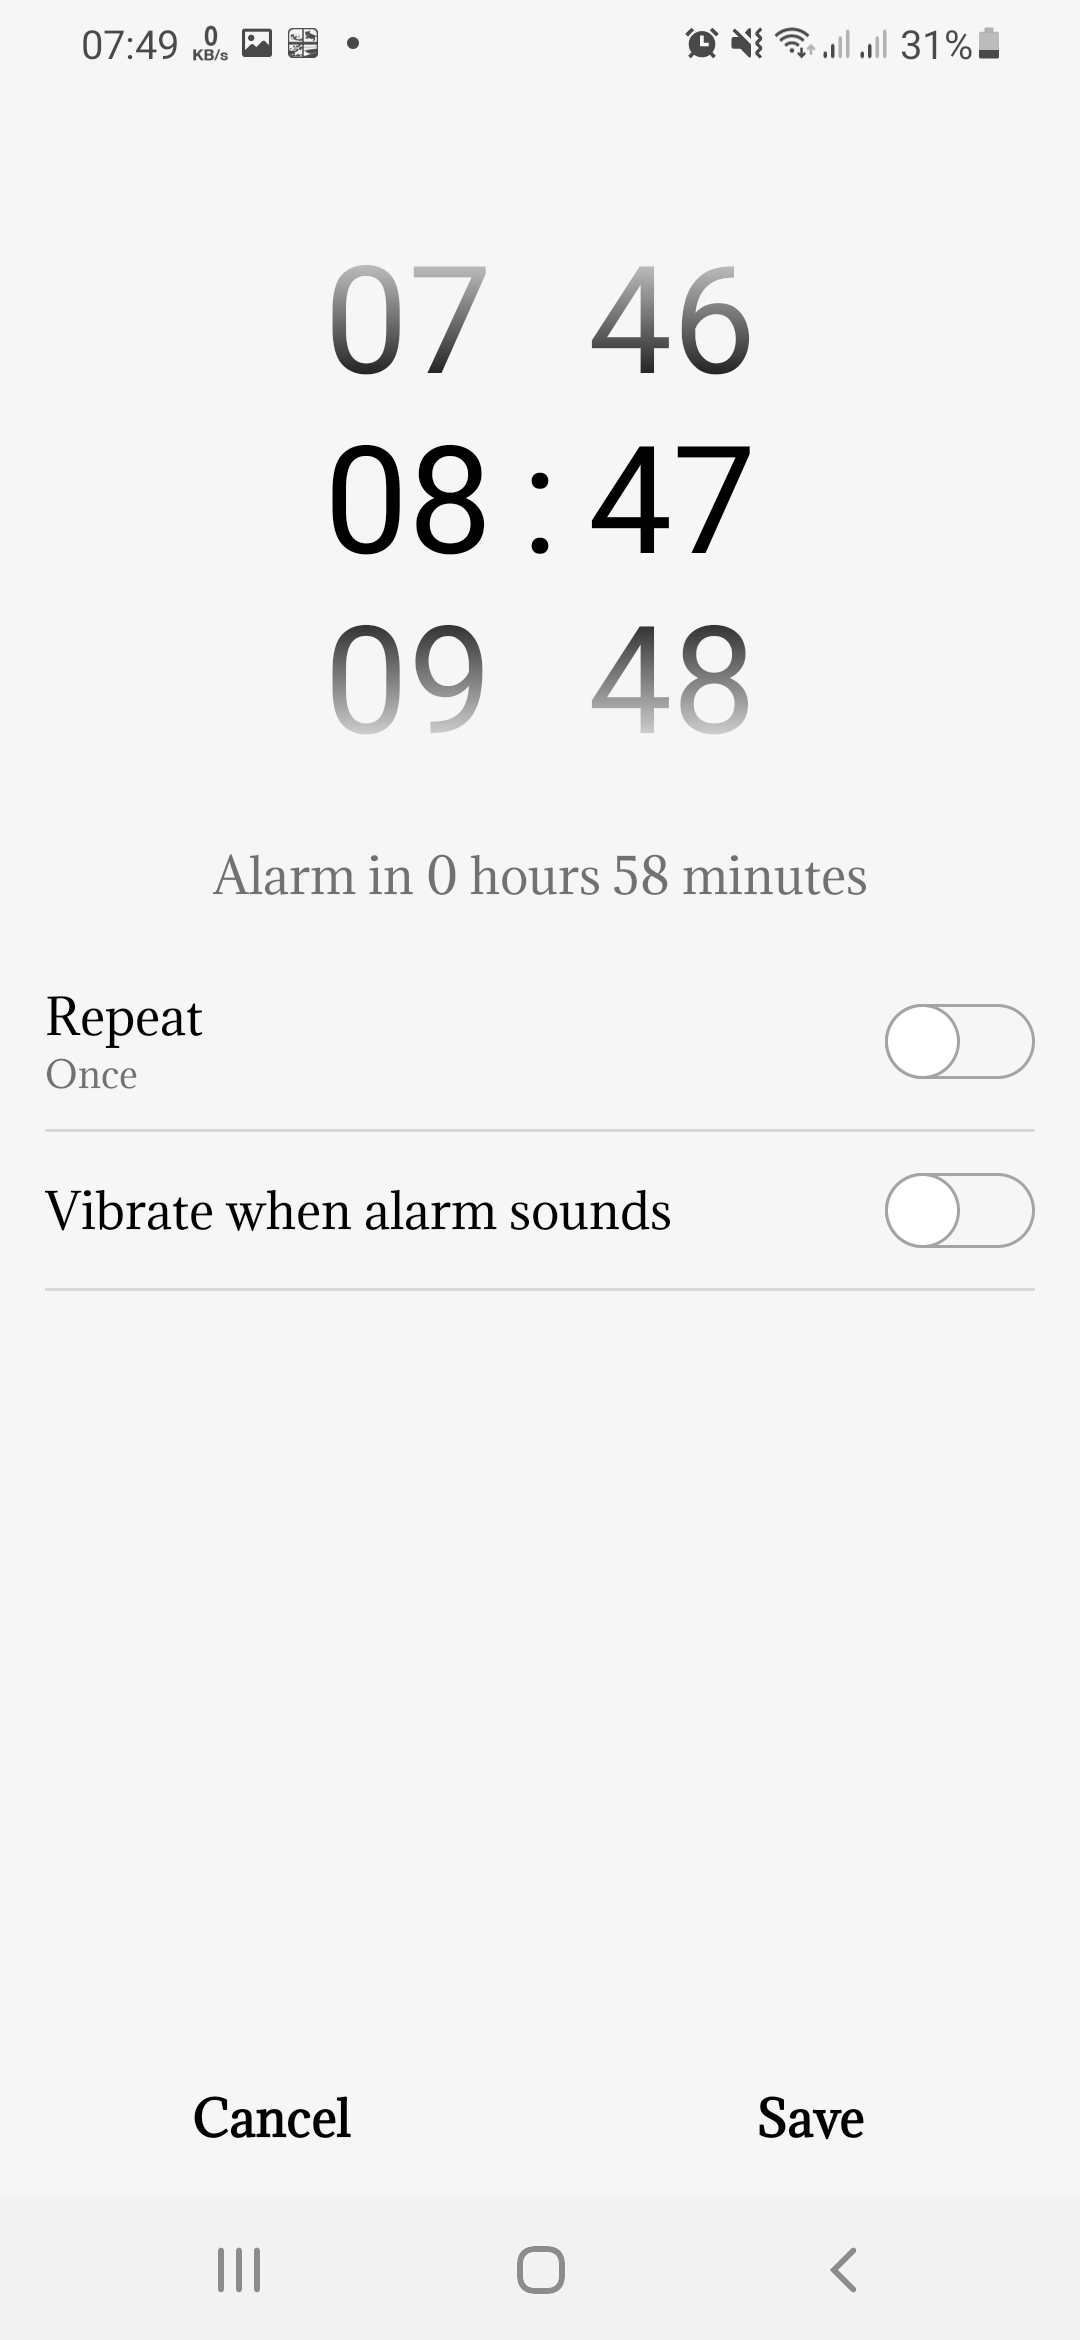 07:49 0 KB/s 31%
07 46
08 : 47
09 48
Alarm in 0 hours 58 minutes
Repeat
Once
Vibrate when alarm sounds
Cancel Save